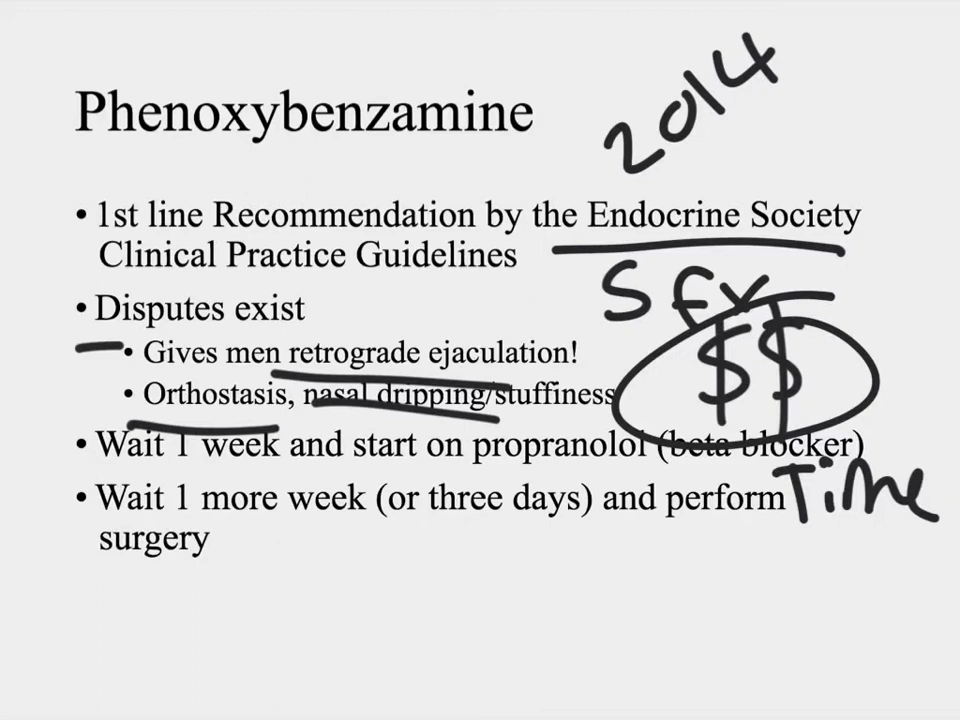 Phenoxybenzamine
2014
• 1st line Recommendation by the Endocrine Society
Clinical Practice Guidelines
SFX
• Disputes exist
• Gives men retrograde ejaculation!
$$
• Orthostasis, nasal dripping/stuffiness
• Wait 1 week and start on propranolol (beta blocker)
Time
• Wait 1 more week (or three days) and perform
surgery